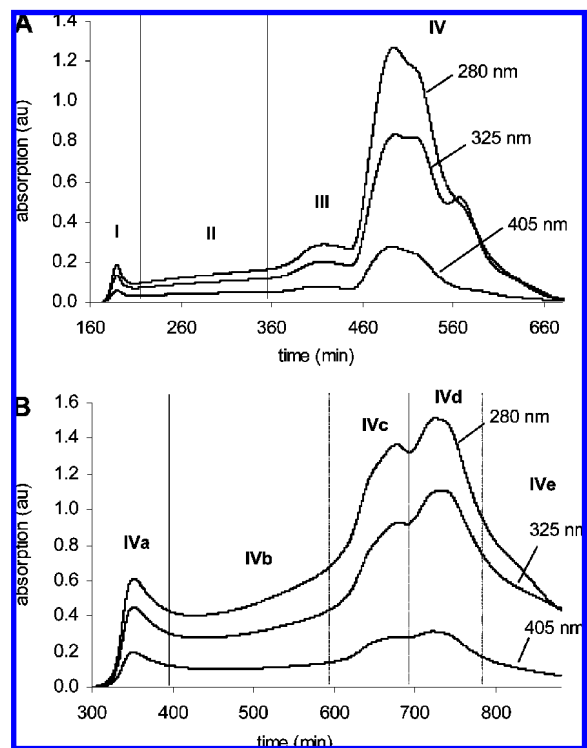 A
IV
1.4
1.2
1.0
0.8
0.6
0.4
0.2
0.0
absorption (au)
280 nm
325 nm
405 nm
I
II
III
160 260 360 460 560 660
time (min)
B
1.6
1.4
1.2
1.0
0.8
0.6
0.4
0.2
0.0
absorption (au)
IVa
IVb
IVc
IVd
IVe
280 nm
325 nm
405 nm
300 400 500 600 700 800
time (min)